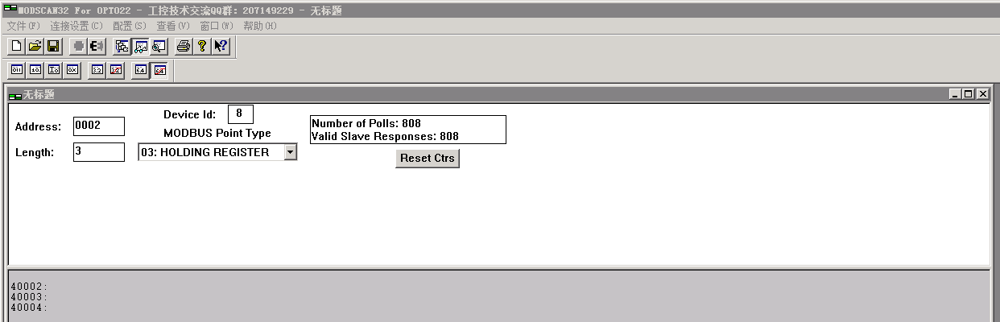 MODSCAN32 For OPTO22 - 工控技术交流QQ群: 207149229 - 无标题
文件(F) 连接设置(C) 配置(S) 查看(V) 窗口(W) 帮助(H)
无标题
Device Id: 8
Address: 0002
MODBUS Point Type
Number of Polls: 808
Valid Slave Responses: 808
Length: 3
03: HOLDING REGISTER
Reset Ctrs
40002:
40003:
40004: